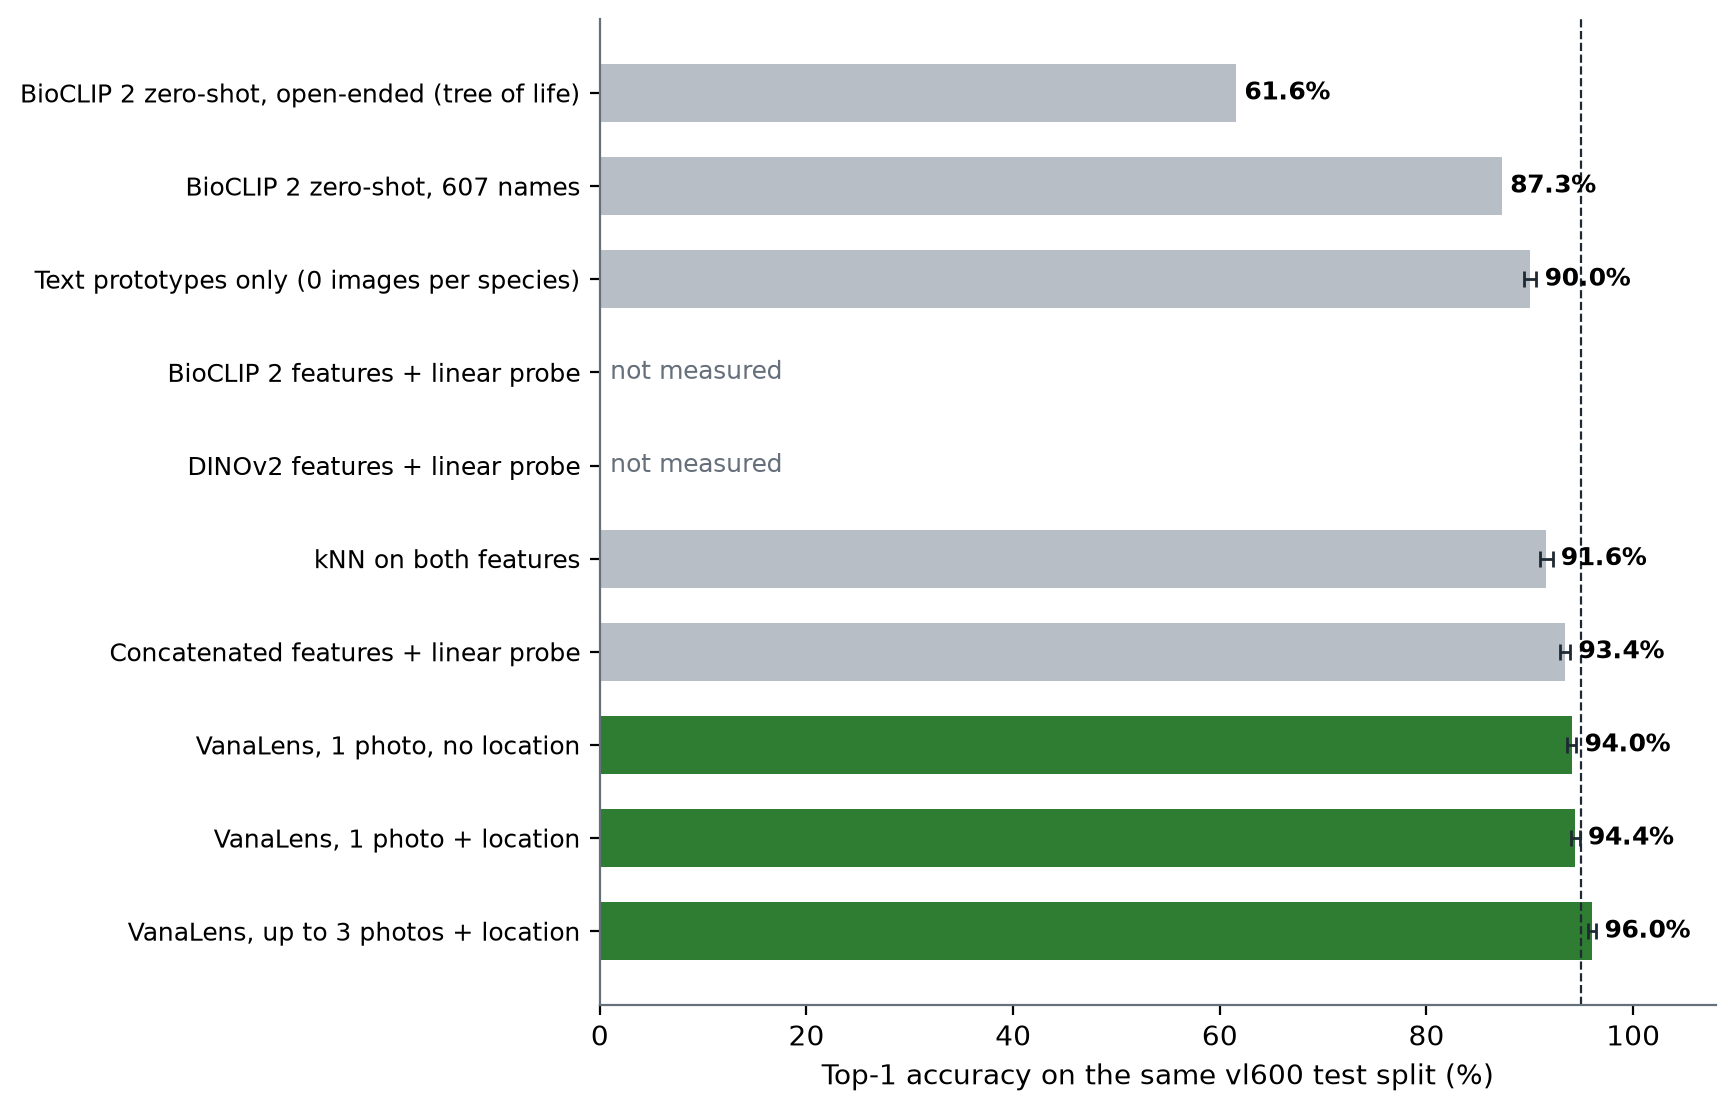 BioCLIP 2 zero-shot, open-ended (tree of life) 61.6%
BioCLIP 2 zero-shot, 607 names 87.3%
Text prototypes only (0 images per species) 90.0%
BioCLIP 2 features + linear probe not measured
DINOv2 features + linear probe not measured
kNN on both features 91.6%
Concatenated features + linear probe 93.4%
VanaLens, 1 photo, no location 94.0%
VanaLens, 1 photo + location 94.4%
VanaLens, up to 3 photos + location 96.0%
0 20 40 60 80 100
Top-1 accuracy on the same vl600 test split (%)